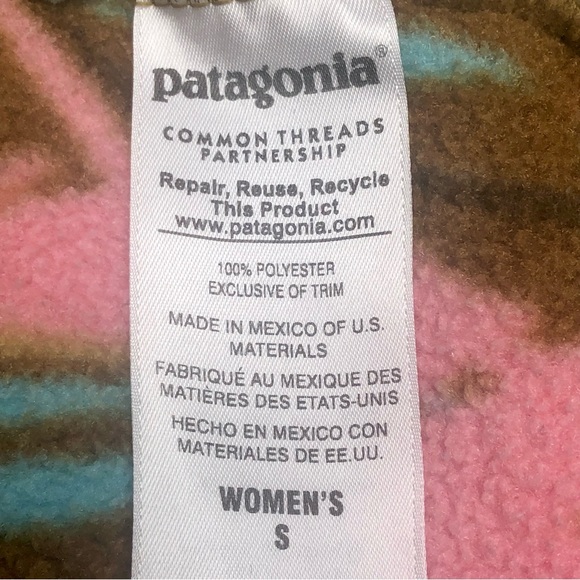 patagonia®
COMMON THREADS
PARTNERSHIP
Repair, Reuse, Recycle
This Product
www.patagonia.com
100% POLYESTER
EXCLUSIVE OF TRIM
MADE IN MEXICO OF U.S.
MATERIALS
FABRIQUÉ AU MEXIQUE DES
MATIÈRES DES ETATS-UNIS
HECHO EN MEXICO CON
MATERIALES DE EE.UU.
WOMEN'S
S